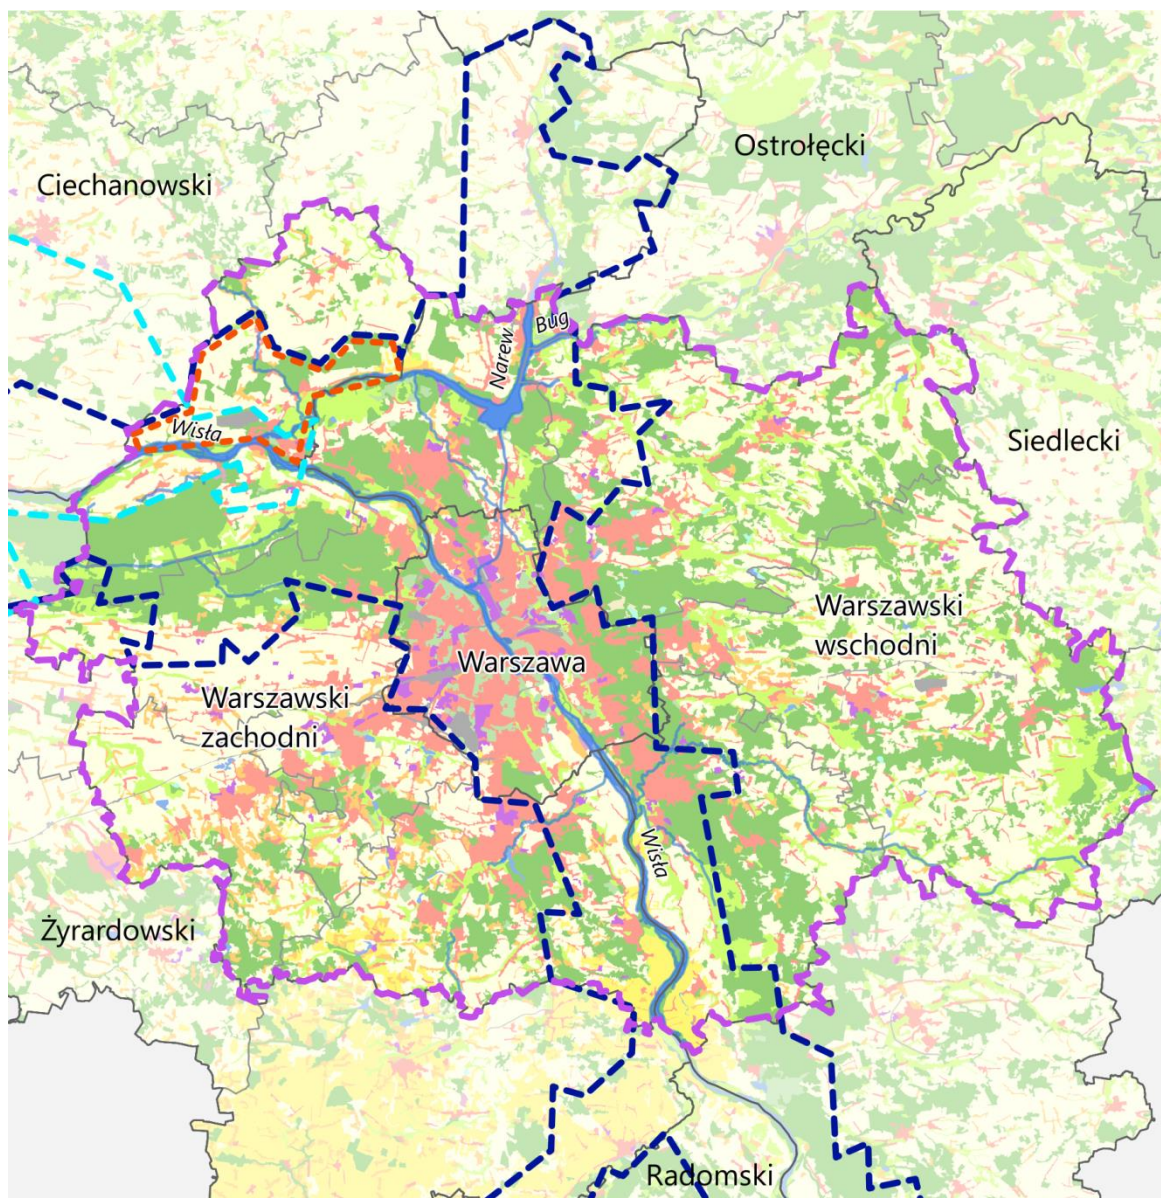 Ostrołęcki
Ciechanowski
Narew
Bug
Wisła
Siedlecki
Warszawski
wschodni
Warszawa
Warszawski
zachodni
Wisła
Żyrardowski
Radomski